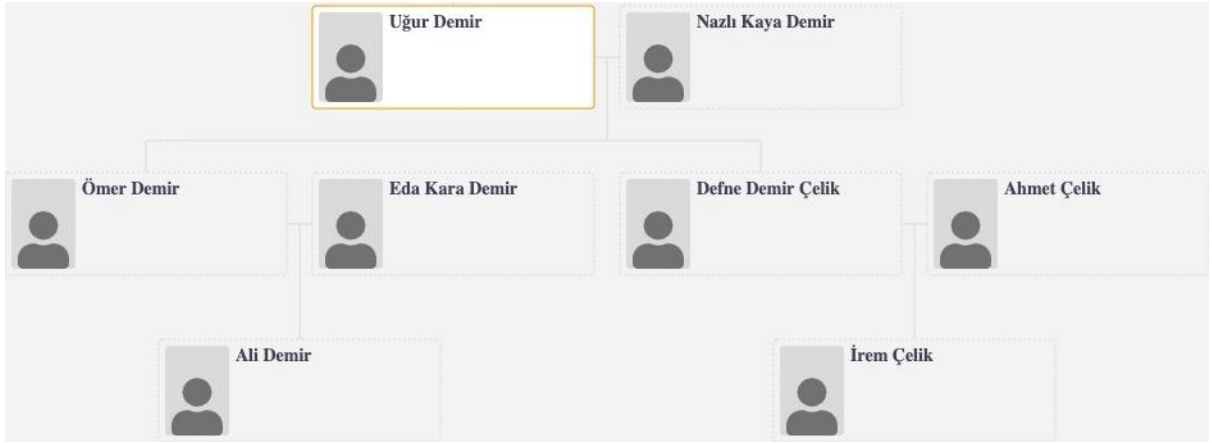 Uğur Demir
Nazlı Kaya Demir
Ömer Demir
Eda Kara Demir
Defne Demir Çelik
Ahmet Çelik
Ali Demir
İrem Çelik